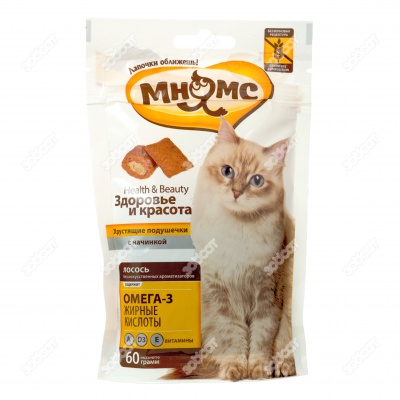 Лапочки оближешь!
МНЯМС
Health & Beauty
Здоровье
и красота
Хрустящие подушечки
с начинкой
ЛОСОСЬ
ОМЕГА-3
ЖИРНЫЕ
КИСЛОТЫ
A D3 E ВИТАМИНЫ
60 грамм